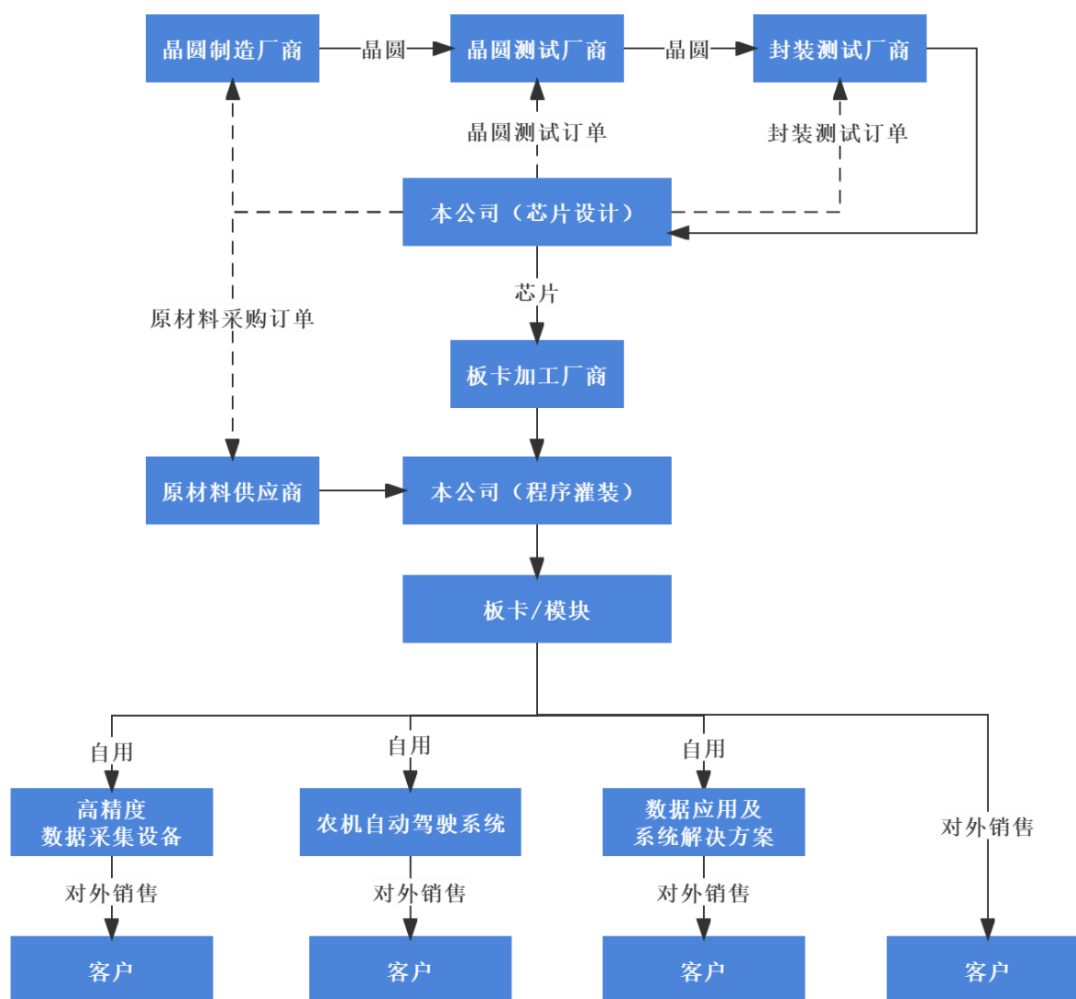 晶圆制造厂商
晶圆
晶圆测试厂商
晶圆
封装测试厂商
晶圆测试订单
封装测试订单
本公司（芯片设计）
芯片
原材料采购订单
板卡加工厂商
原材料供应商
本公司（程序灌装）
板卡/模块
自用
自用
自用
高精度
数据采集设备
农机自动驾驶系统
数据应用及
系统解决方案
对外销售
对外销售
对外销售
对外销售
客户
客户
客户
客户